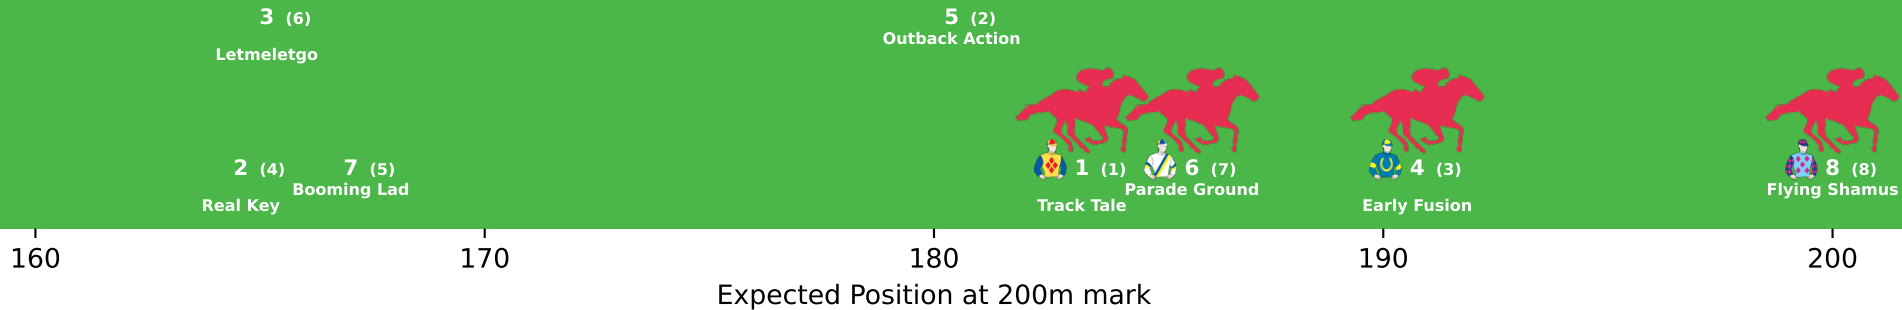 3 (6)
Letmeletgo
5 (2)
Outback Action
2 (4)
Real Key
7 (5)
Booming Lad
1 (1)
Track Tale
6 (7)
Parade Ground
4 (3)
Early Fusion
8 (8)
Flying Shamus
160 170 180 190 200
Expected Position at 200m mark